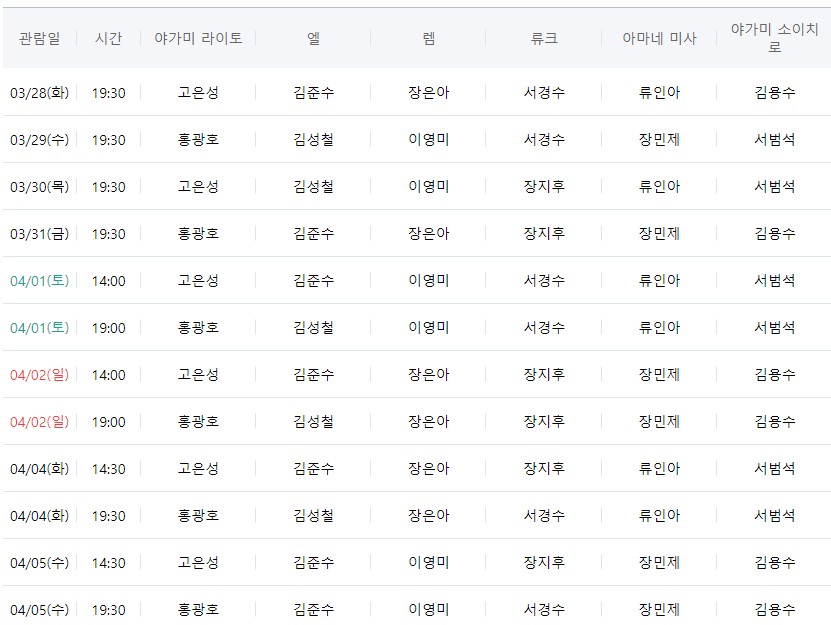 관람일 시간 야가미 라이토 엘 렘 류크 아마네 미사 야가미 소이치
로
03/28(화) 19:30 고은성 김준수 장은아 서경수 류인아 김용수
03/29(수) 19:30 홍광호 김성철 이영미 서경수 장민제 서범석
03/30(목) 19:30 고은성 김성철 이영미 장지후 류인아 서범석
03/31(금) 19:30 홍광호 김준수 장은아 장지후 장민제 김용수
04/01(토) 14:00 고은성 김준수 이영미 서경수 류인아 서범석
04/01(토) 19:00 홍광호 김성철 이영미 서경수 류인아 서범석
04/02(일) 14:00 고은성 김준수 장은아 장지후 장민제 김용수
04/02(일) 19:00 홍광호 김성철 장은아 장지후 장민제 김용수
04/04(화) 14:30 고은성 김준수 장은아 장지후 류인아 서범석
04/04(화) 19:30 홍광호 김성철 장은아 서경수 류인아 서범석
04/05(수) 14:30 고은성 김준수 이영미 장지후 장민제 김용수
04/05(수) 19:30 홍광호 김준수 이영미 서경수 장민제 김용수